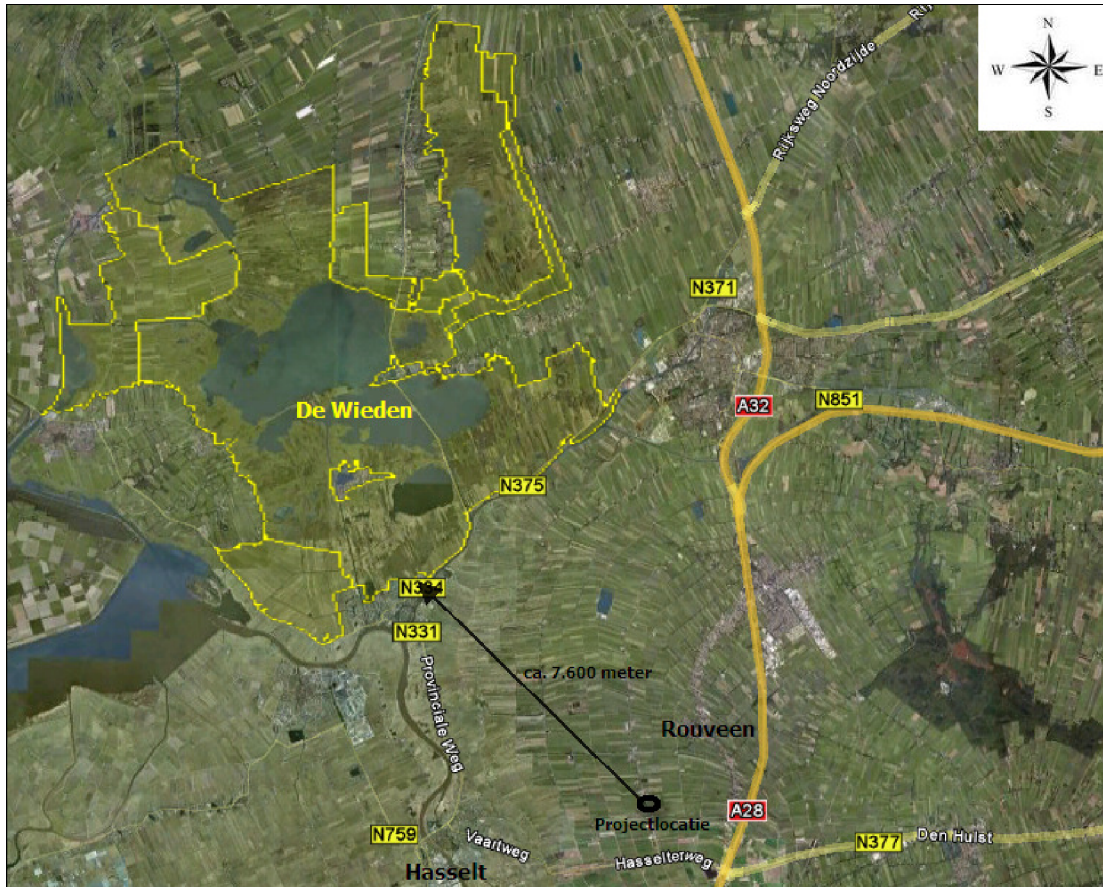 N
W E
S
Rijksweg Noordzijde
N371
A32
N851
De Wieden
N375
N334
N331
Provinciale Weg
ca. 7.600 meter
Rouveen
Projectlocatie
A28
N759
Vaartweg
Hasselterweg
N377
Den Hulst
Hasselt